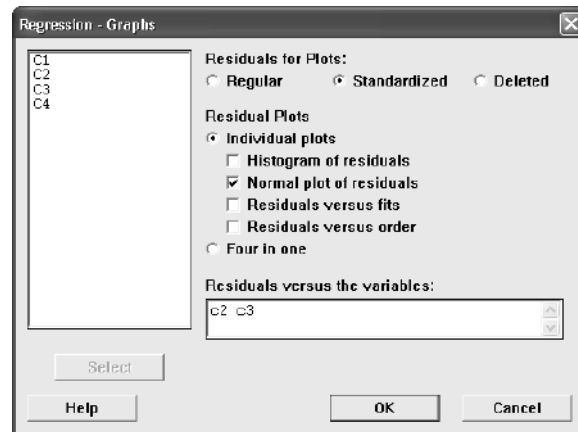 Regression - Graphs
C1
C2
C3
C4
Residuals for Plots:
Regular Standardized Deleted
Residual Plots
Individual plots
Histogram of residuals
Normal plot of residuals
Residuals versus fits
Residuals versus order
Four in one
Residuals versus the variables:
c2 c3
Select
Help OK Cancel